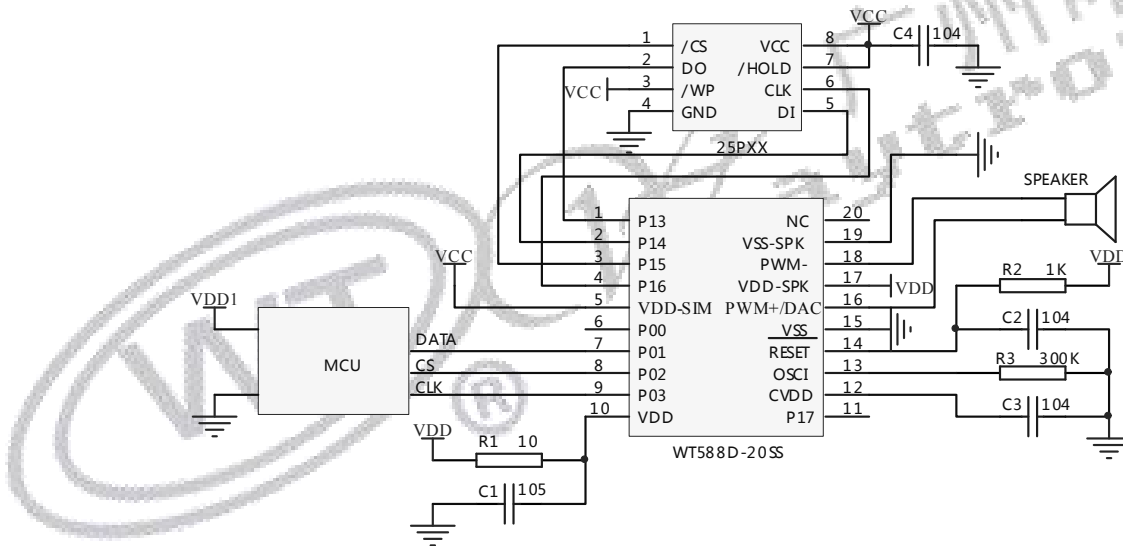 VCC
C4 104
1 /CS VCC 8
2 DO /HOLD 7
VCC 3 /WP CLK 6
4 GND DI 5
25PXX
SPEAKER
1 P13 NC 20
2 P14 VSS-SPK 19
3 P15 PWM- 18
4 P16 VDD-SPK 17 VDD
VCC
5 VDD-SIM PWM+/DAC 16
6 P00 VSS 15
7 P01 RESET 14
8 P02 OSCI 13
9 P03 CVDD 12
10 VDD P17 11
WT588D-20SS
VDD1
MCU
DATA
CS
CLK
VDD
R1 10
C1 105
VDD
R2 1K
C2 104
R3 300K
C3 104
WT
®